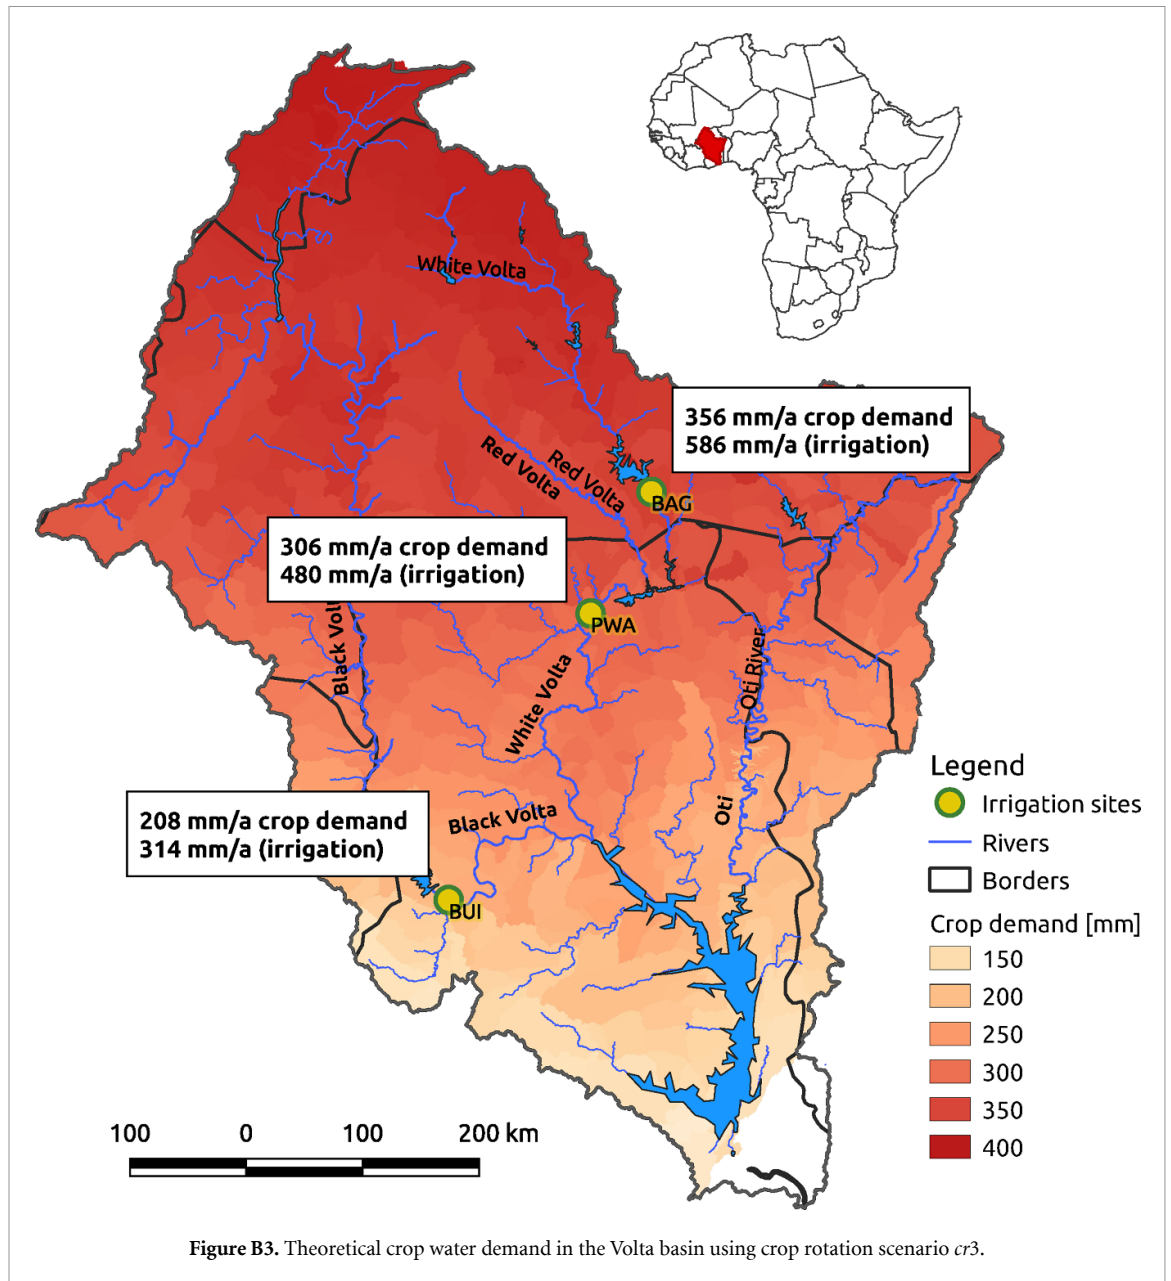 White Volta
356 mm/a crop demand
586 mm/a (irrigation)
Red Volta
Red Volta
BAG
306 mm/a crop demand
480 mm/a (irrigation)
PWA
Black Volt
White Volta
Oti River
Oti
208 mm/a crop demand
314 mm/a (irrigation)
Black Volta
BUI
Legend
Irrigation sites
Rivers
Borders
Crop demand [mm]
150
200
250
300
350
400
100 0 100 200 km
Figure B3. Theoretical crop water demand in the Volta basin using crop rotation scenario cr3.